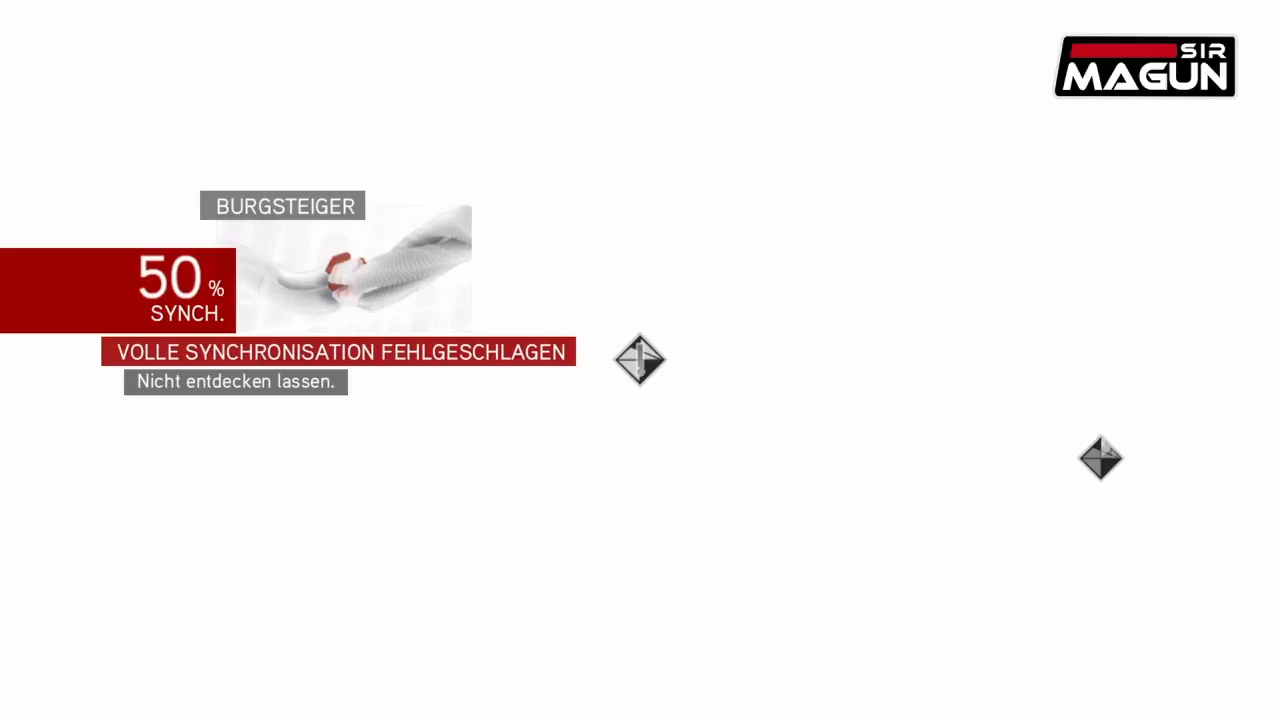 SIR
MAGUN
BURGSTEIGER
50 %
SYNCH.
VOLLE SYNCHRONISATION FEHLGESCHLAGEN
Nicht entdecken lassen.